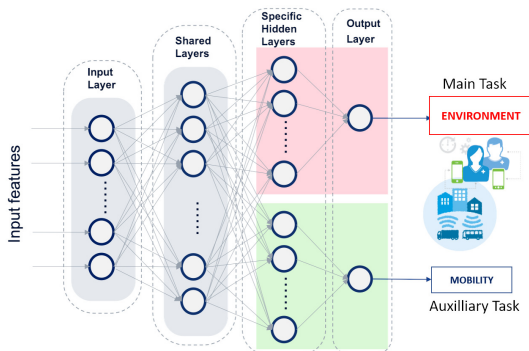 Specific
Hidden
Layers
Output
Layer
Shared
Layers
Input
Layer
Main Task
ENVIRONMENT
Input features
MOBILITY
Auxilliary Task